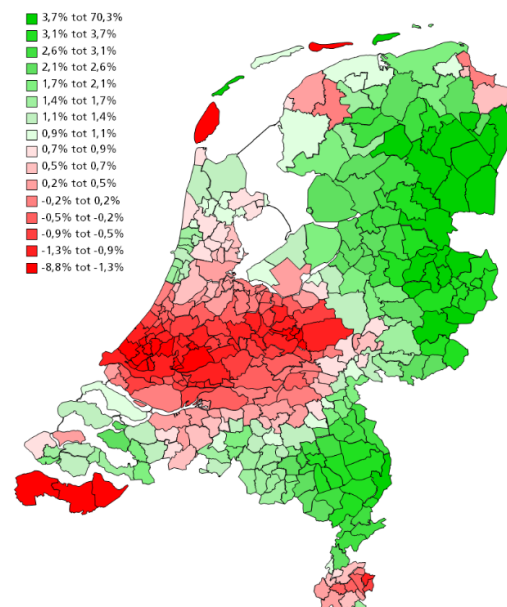 3,7% tot 70,3%
3,1% tot 3,7%
2,6% tot 3,1%
2,1% tot 2,6%
1,7% tot 2,1%
1,4% tot 1,7%
1,1% tot 1,4%
0,9% tot 1,1%
0,7% tot 0,9%
0,5% tot 0,7%
0,2% tot 0,5%
-0,2% tot 0,2%
-0,5% tot -0,2%
-0,9% tot -0,5%
-1,3% tot -0,9%
-8,8% tot -1,3%